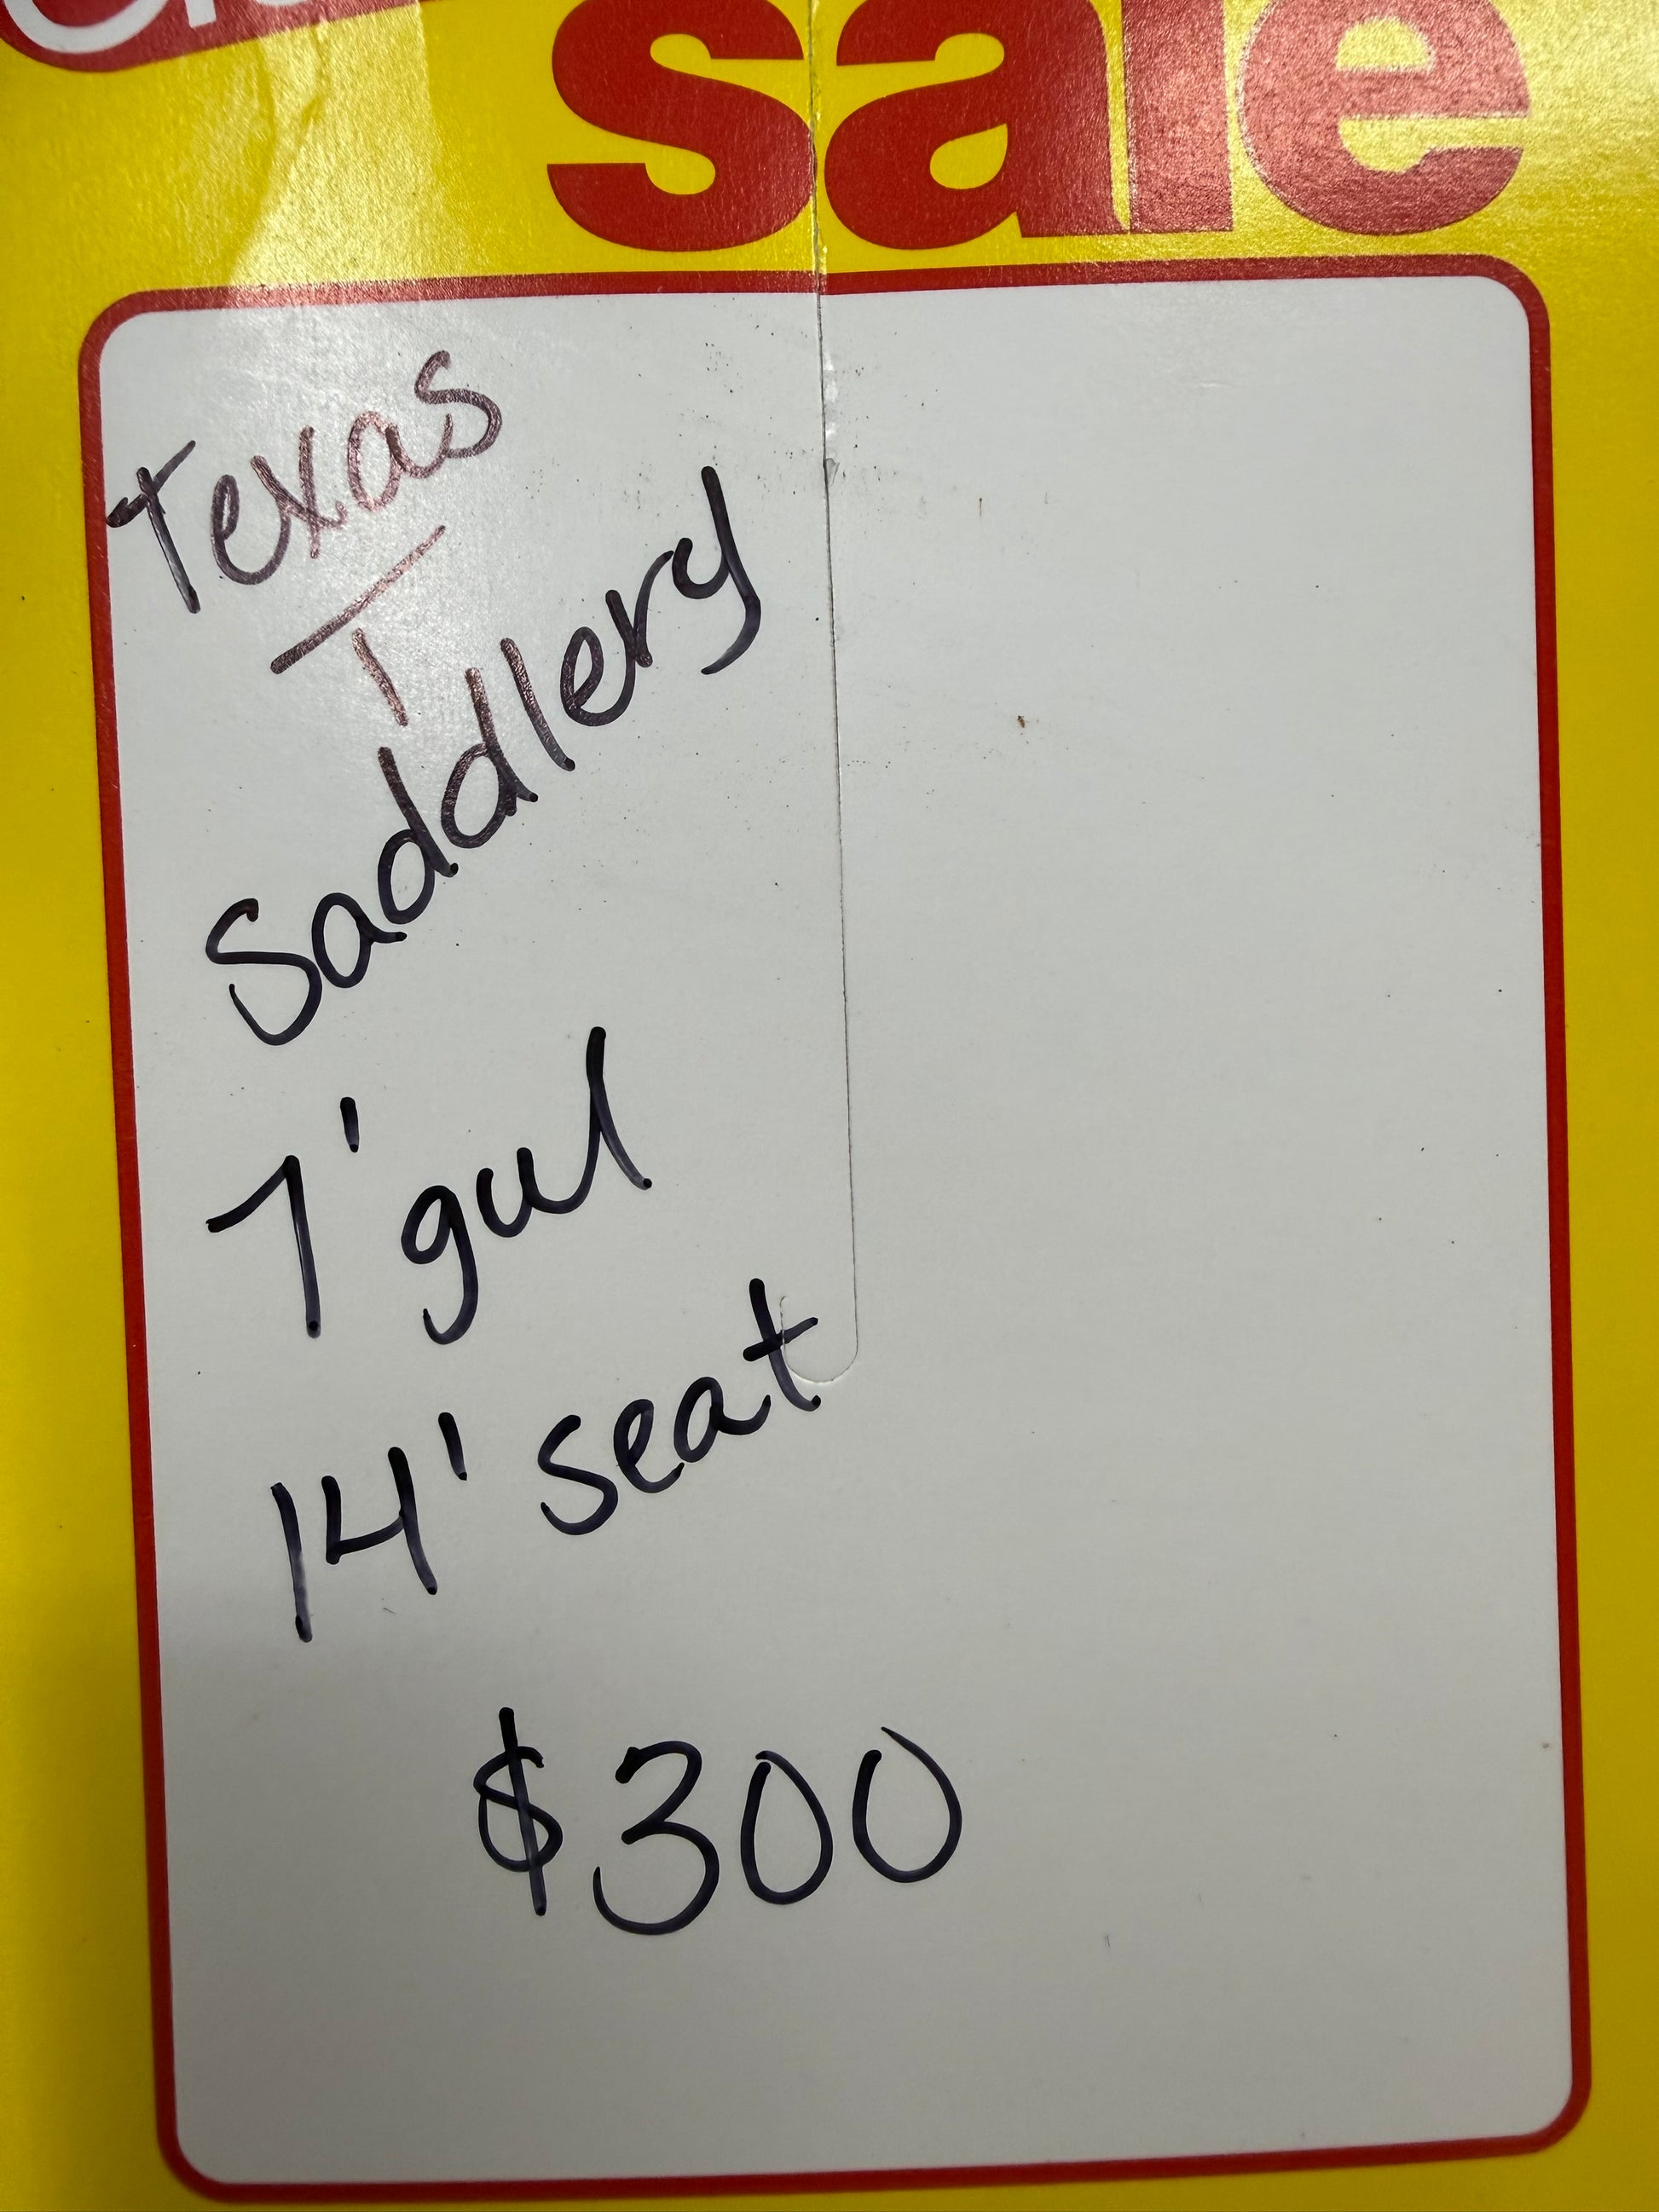 sale
Texas
T
Saddlery
7' gul
14' seat
$300